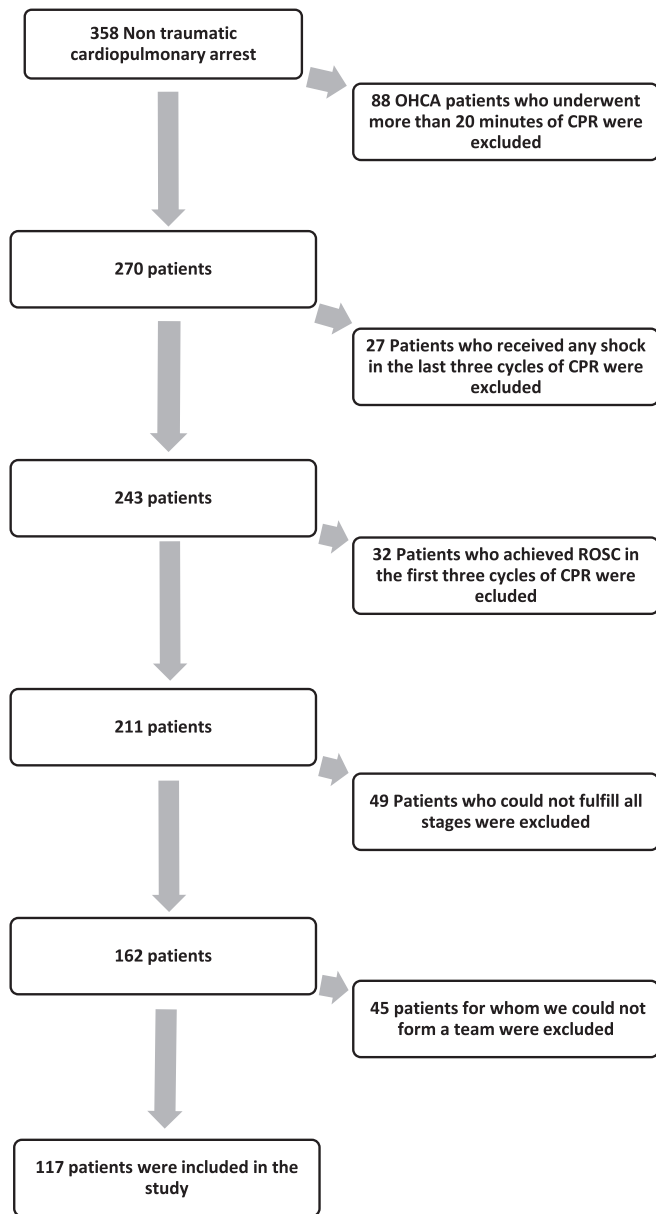 358 Non traumatic
cardiopulmonary arrest
88 OHCA patients who underwent
more than 20 minutes of CPR were
excluded
270 patients
27 Patients who received any shock
in the last three cycles of CPR were
excluded
243 patients
32 Patients who achieved ROSC in
the first three cycles of CPR were
ecluded
211 patients
49 Patients who could not fulfill all
stages were excluded
162 patients
45 patients for whom we could not
form a team were excluded
117 patients were included in the
study